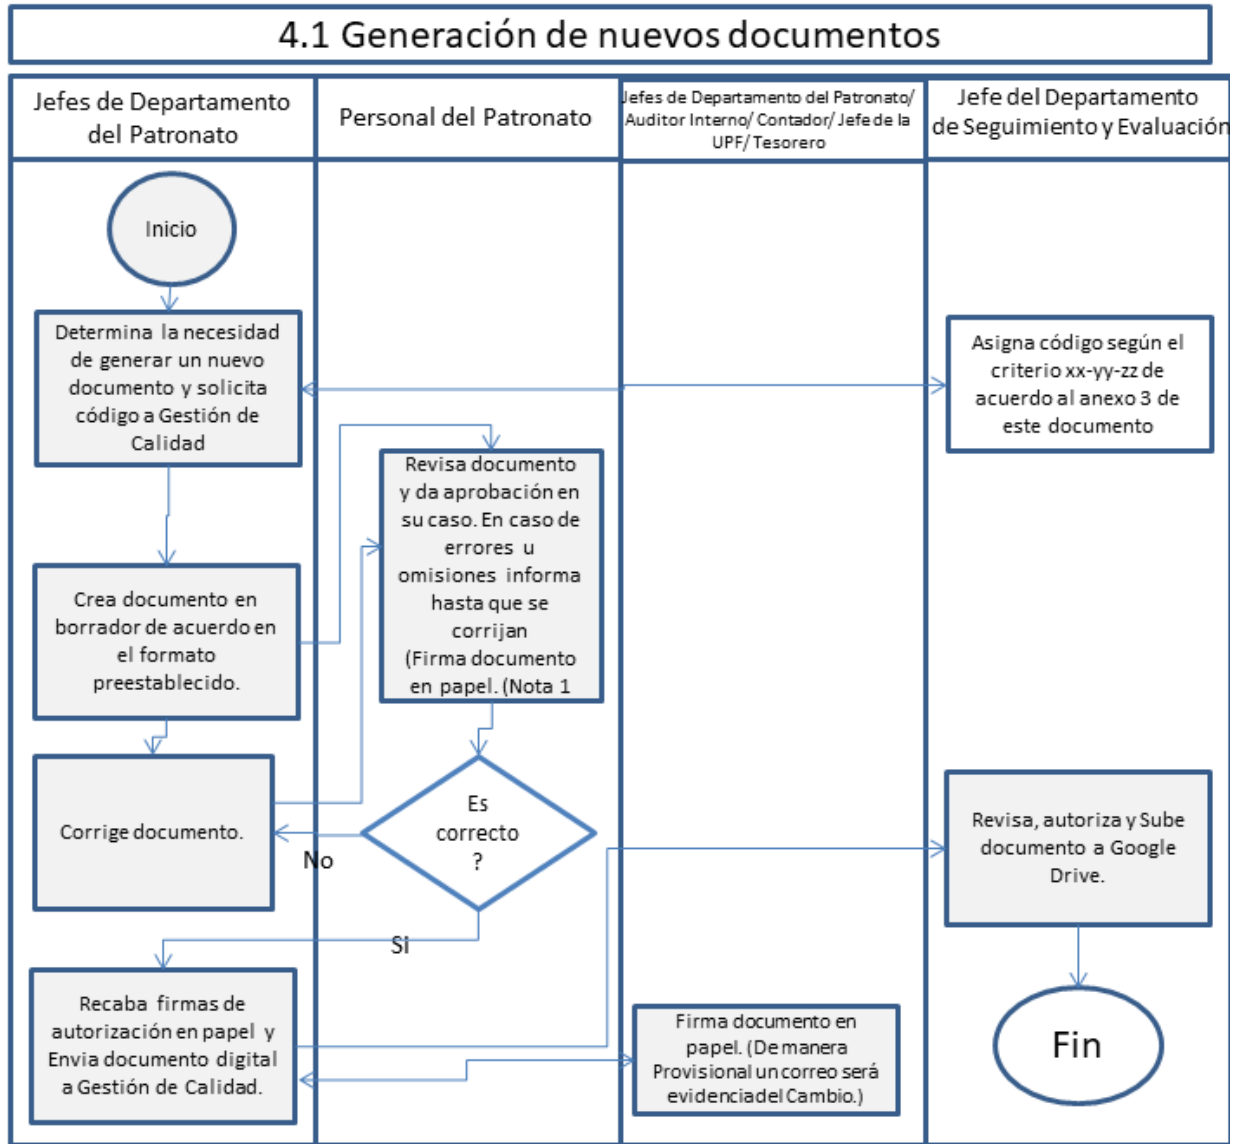 4.1 Generación de nuevos documentos
Jefes de Departamento
del Patronato
Personal del Patronato
Jefes de Departamento del Patronato/
Auditor Interno/ Contador/ Jefe de la
UPF/ Tesorero
Jefe del Departamento
de Seguimiento y Evaluación
Inicio
Determina la necesidad
de generar un nuevo
documento y solicita
código a Gestión de
Calidad
Asigna código según el
criterio xx-yy-zz de
acuerdo al anexo 3 de
este documento
Revisa documento
y da aprobación en
su caso. En caso de
errores u
omisiones informa
hasta que se
corrijan
(Firma documento
en papel. (Nota 1
Crea documento en
borrador de acuerdo en
el formato
preestablecido.
Corrige documento.
Es
correcto
?
No
Si
Revisa, autoriza y Sube
documento a Google
Drive.
Recaba firmas de
autorización en papel y
Envia documento digital
a Gestión de Calidad.
Firma documento en
papel. (De manera
Provisional un correo será
evidencia del Cambio.)
Fin